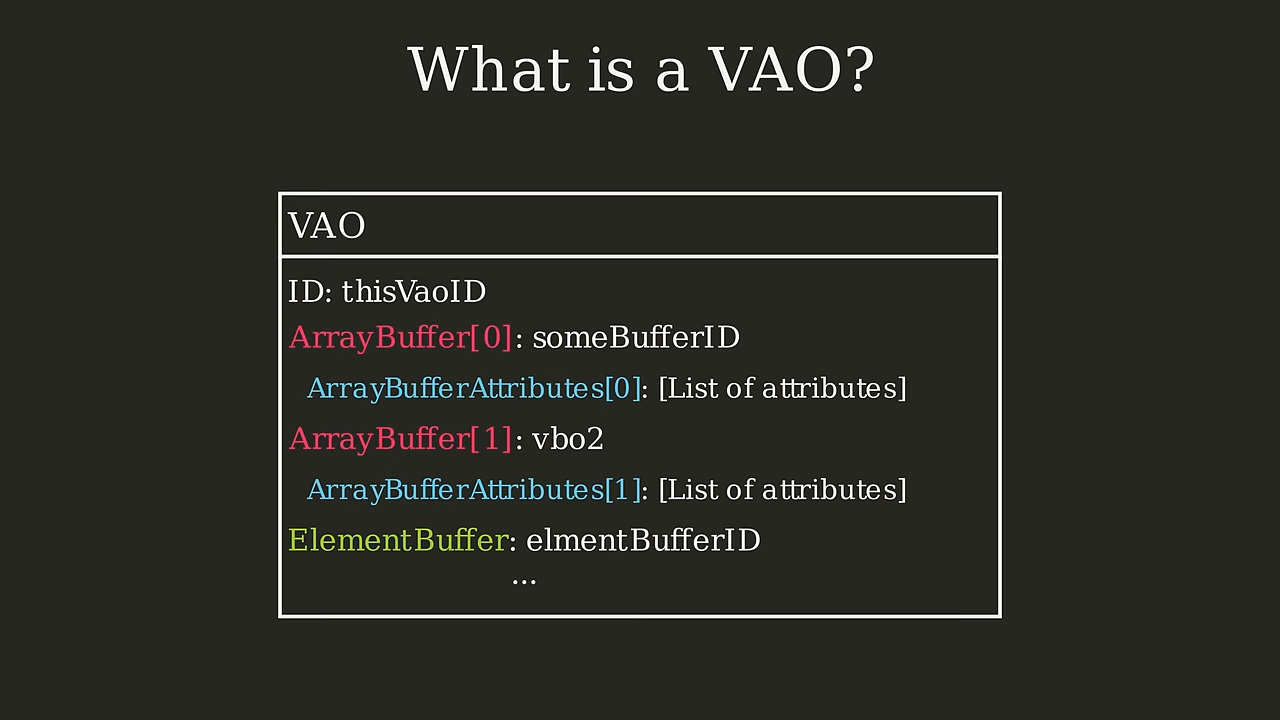 What is a VAO?
VAO
ID: thisVaoID
ArrayBuffer[0]: someBufferID
ArrayBufferAttributes[0]: [List of attributes]
ArrayBuffer[1]: vbo2
ArrayBufferAttributes[1]: [List of attributes]
ElementBuffer: elmentBufferID
...